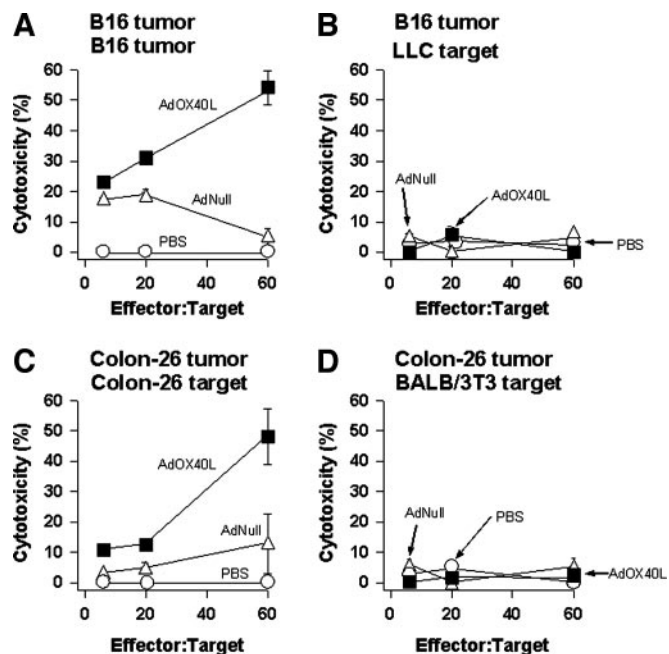 A
B16 tumor
B16 tumor
Cytotoxicity (%)
60
50
40
30
20
10
0
AdOX40L
AdNull
PBS
0
20
40
60
Effector:Target
B
B16 tumor
LLC target
Cytotoxicity (%)
60
50
40
30
20
10
0
AdNull
AdOX40L
PBS
0
20
40
60
Effector:Target
C
Colon-26 tumor
Colon-26 target
Cytotoxicity (%)
60
50
40
30
20
10
0
AdOX40L
AdNull
PBS
0
20
40
60
Effector:Target
D
Colon-26 tumor
BALB/3T3 target
Cytotoxicity (%)
60
50
40
30
20
10
0
AdNull
PBS
AdOX40L
0
20
40
60
Effector:Target